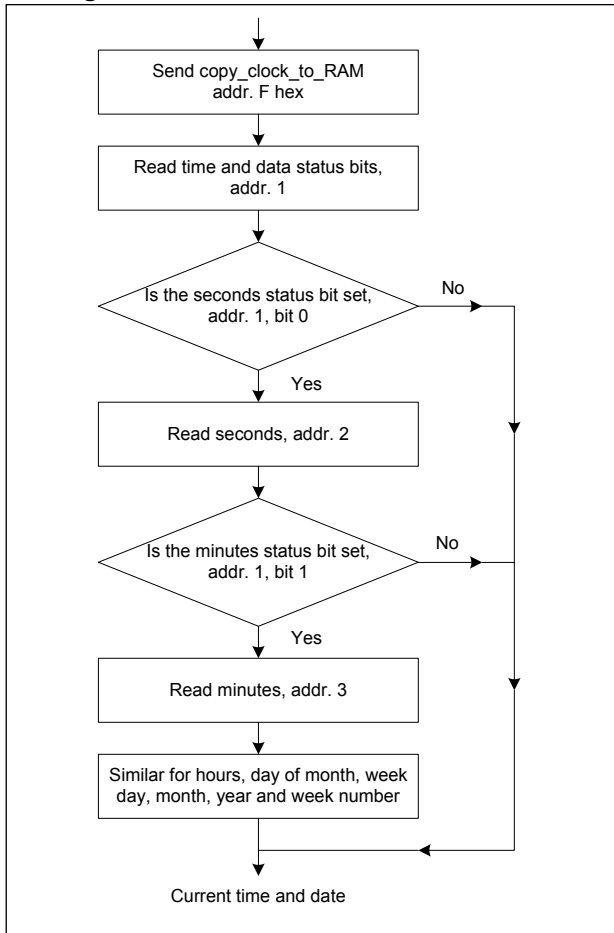 Send copy_clock_to_RAM
addr. F hex
Read time and data status bits,
addr. 1
Is the seconds status bit set,
addr. 1, bit 0
No
Yes
Read seconds, addr. 2
Is the minutes status bit set,
addr. 1, bit 1
No
Yes
Read minutes, addr. 3
Similar for hours, day of month, week
day, month, year and week number
Current time and date